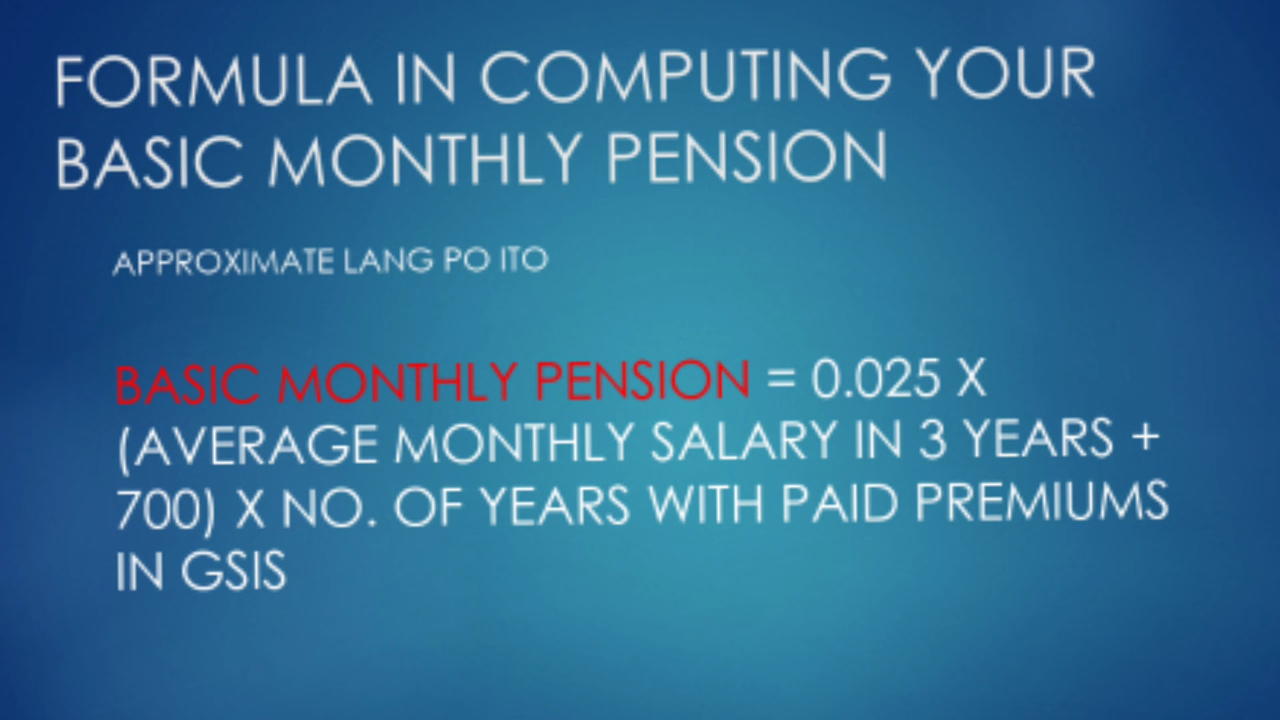 FORMULA IN COMPUTING YOUR
BASIC MONTHLY PENSION
APPROXIMATE LANG PO ITO
BASIC MONTHLY PENSION = 0.025 X
(AVERAGE MONTHLY SALARY IN 3 YEARS +
700) X NO. OF YEARS WITH PAID PREMIUMS
IN GSIS